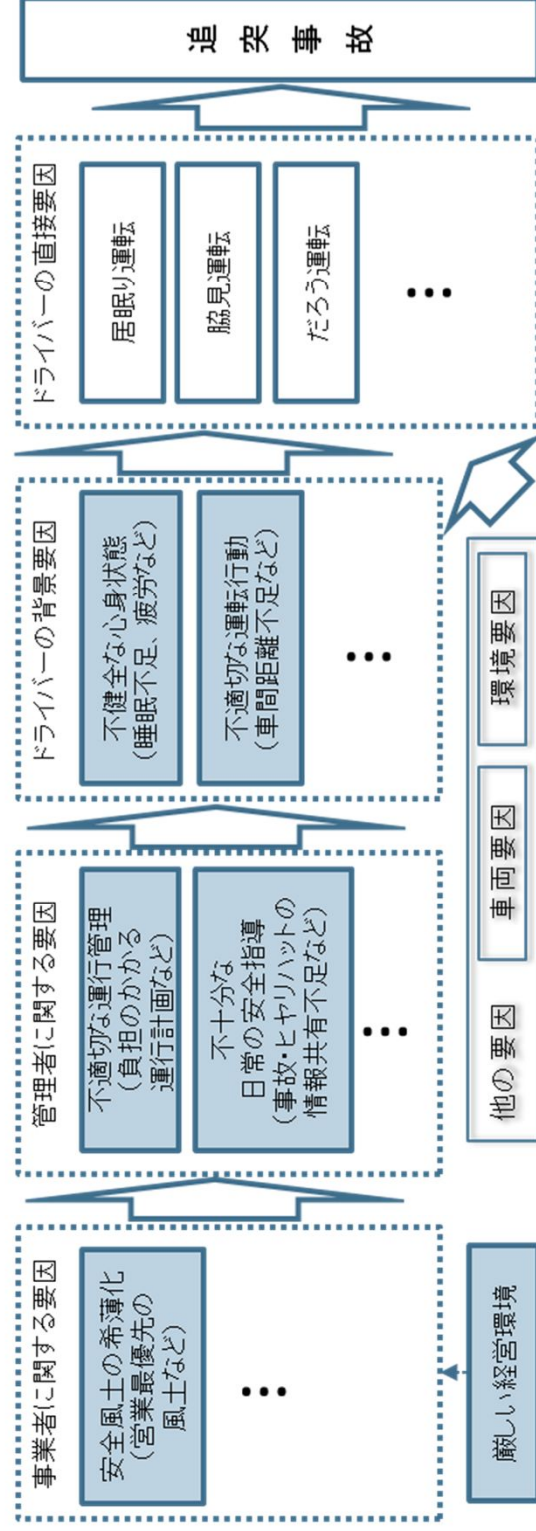 事業者に関する要因
安全風土の希薄化
(営業最優先の
風土など)
•••
厳しい経営環境
管理者に関する要因
不適切な運行管理
(負担のかかる
運行計画など)
不十分な
日常の安全指導
(事故・ヒヤリハットの
情報共有不足など)
•••
ドライバーの背景要因
不健全な心身状態
(睡眠不足、疲労など)
不適切な運転行動
(車間距離不足など)
•••
他の要因
車両要因
環境要因
ドライバーの直接要因
居眠り運転
脇見運転
だろう運転
•••
追突事故